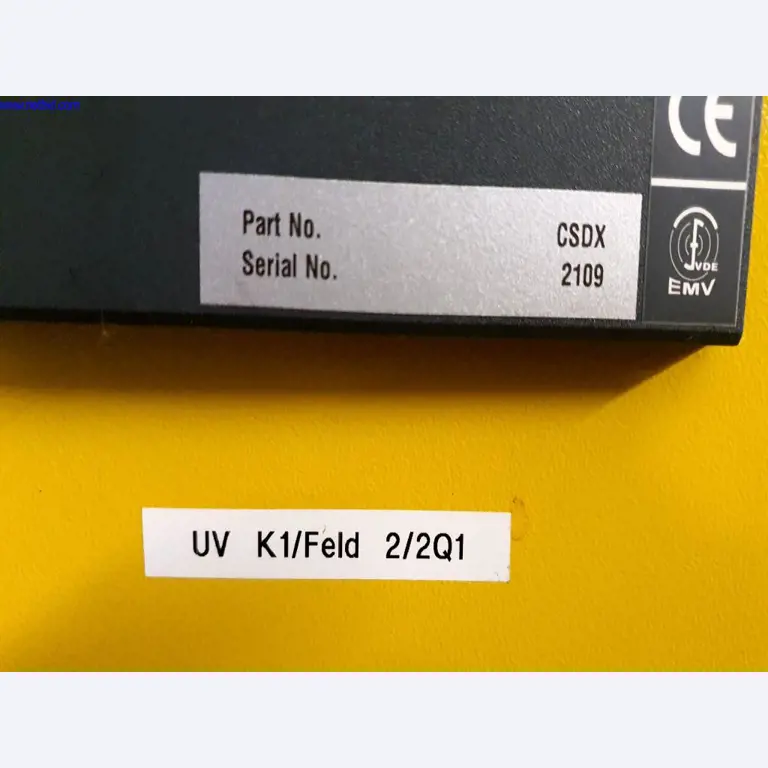 CE
Part No. CSDX
Serial No. 2109
VDE
EMV
UV K1/Feld 2/2Q1